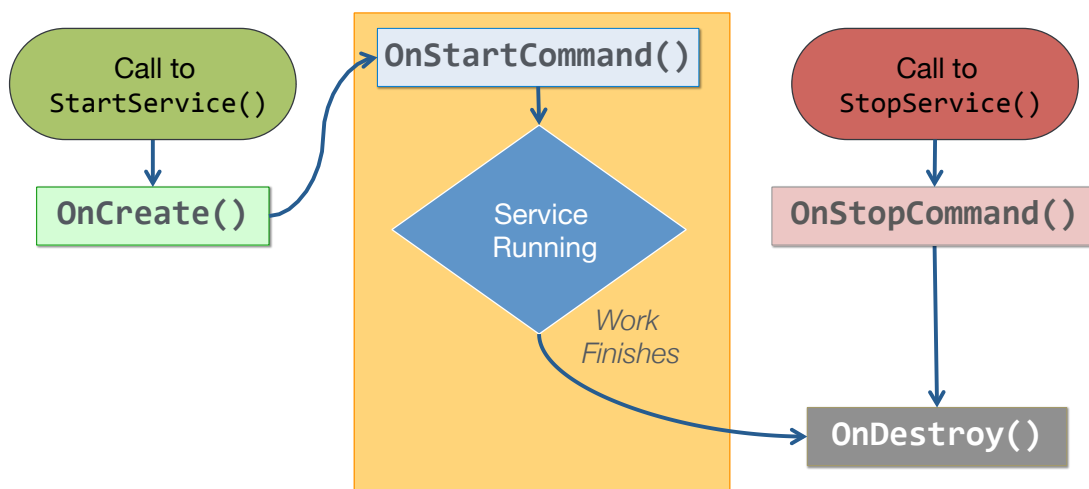 Call to
StartService()
OnCreate()
OnStartCommand()
Service
Running
Work
Finishes
Call to
StopService()
OnStopCommand()
OnDestroy()